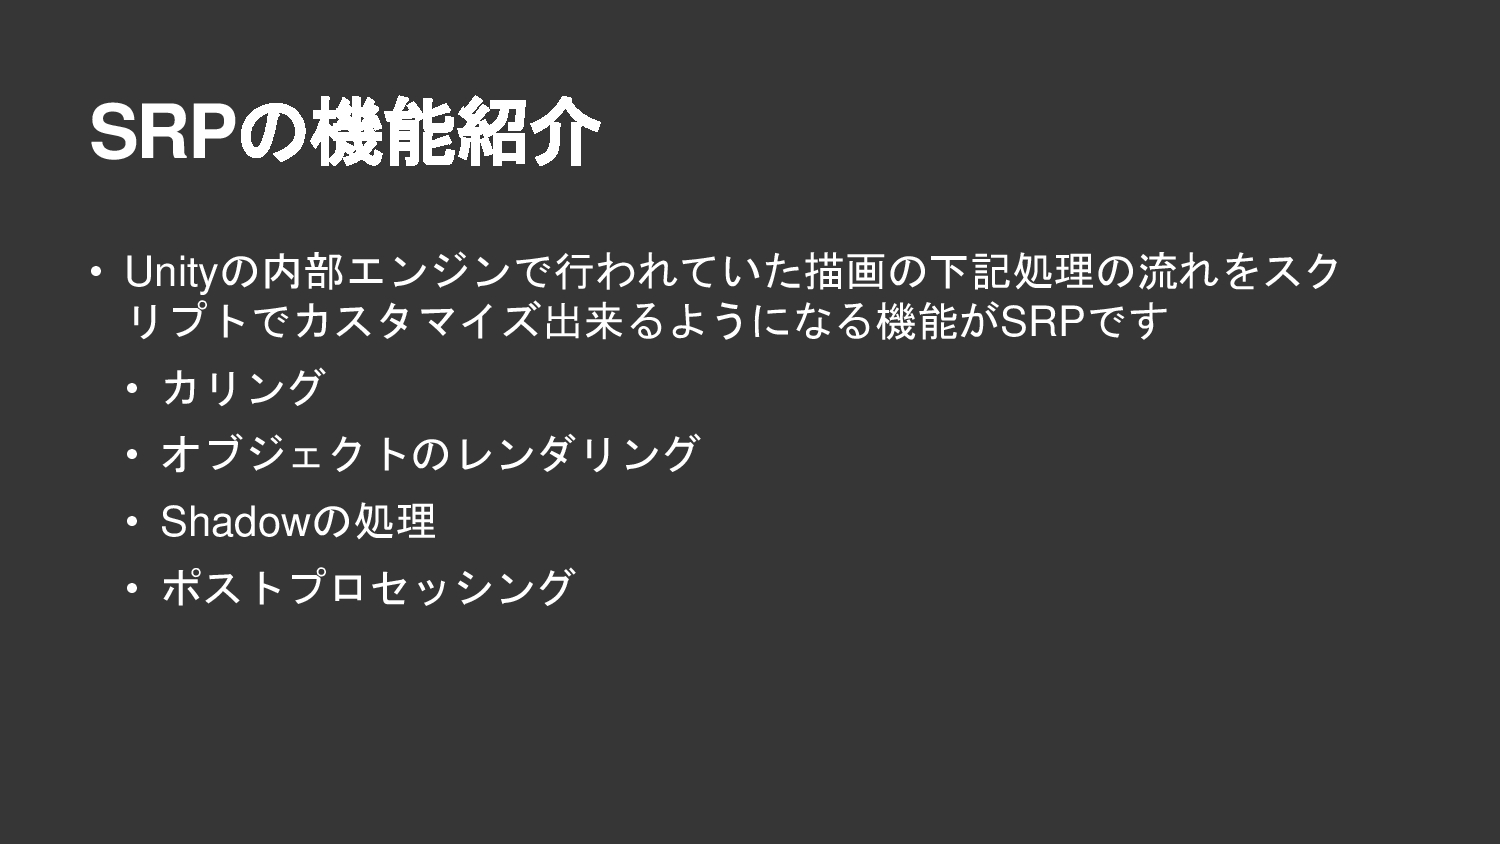 SRPの機能紹介
• Unityの内部エンジンで行われていた描画の下記処理の流れをスク
リプトでカスタマイズ出来るようになる機能がSRPです
• カリング
• オブジェクトのレンダリング
• Shadowの処理
• ポストプロセッシング